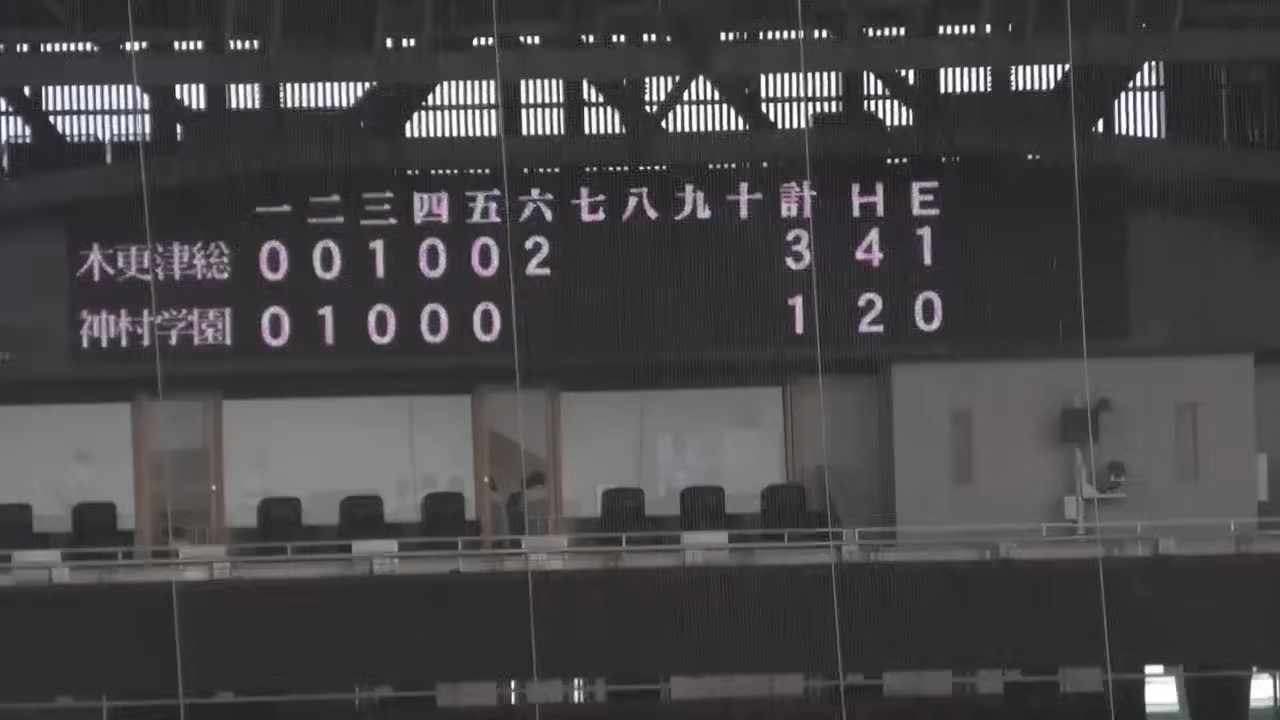 一 二 三 四 五 六 七 八 九 十 計 H E
木更津総 0 0 1 0 0 2 3 4 1
神村学園 0 1 0 0 0 1 2 0